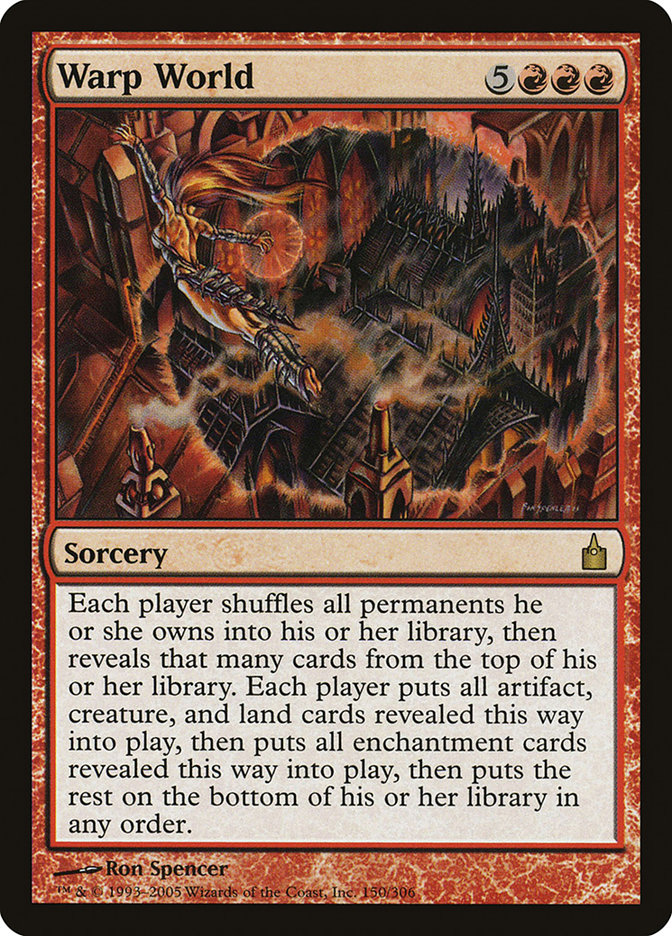 Warp World
5
Sorcery
Each player shuffles all permanents he
or she owns into his or her library, then
reveals that many cards from the top of his
or her library. Each player puts all artifact,
creature, and land cards revealed this way
into play, then puts all enchantment cards
revealed this way into play, then puts the
rest on the bottom of his or her library in
any order.
Ron Spencer
™ & © 1993–2005 Wizards of the Coast, Inc. 150/306